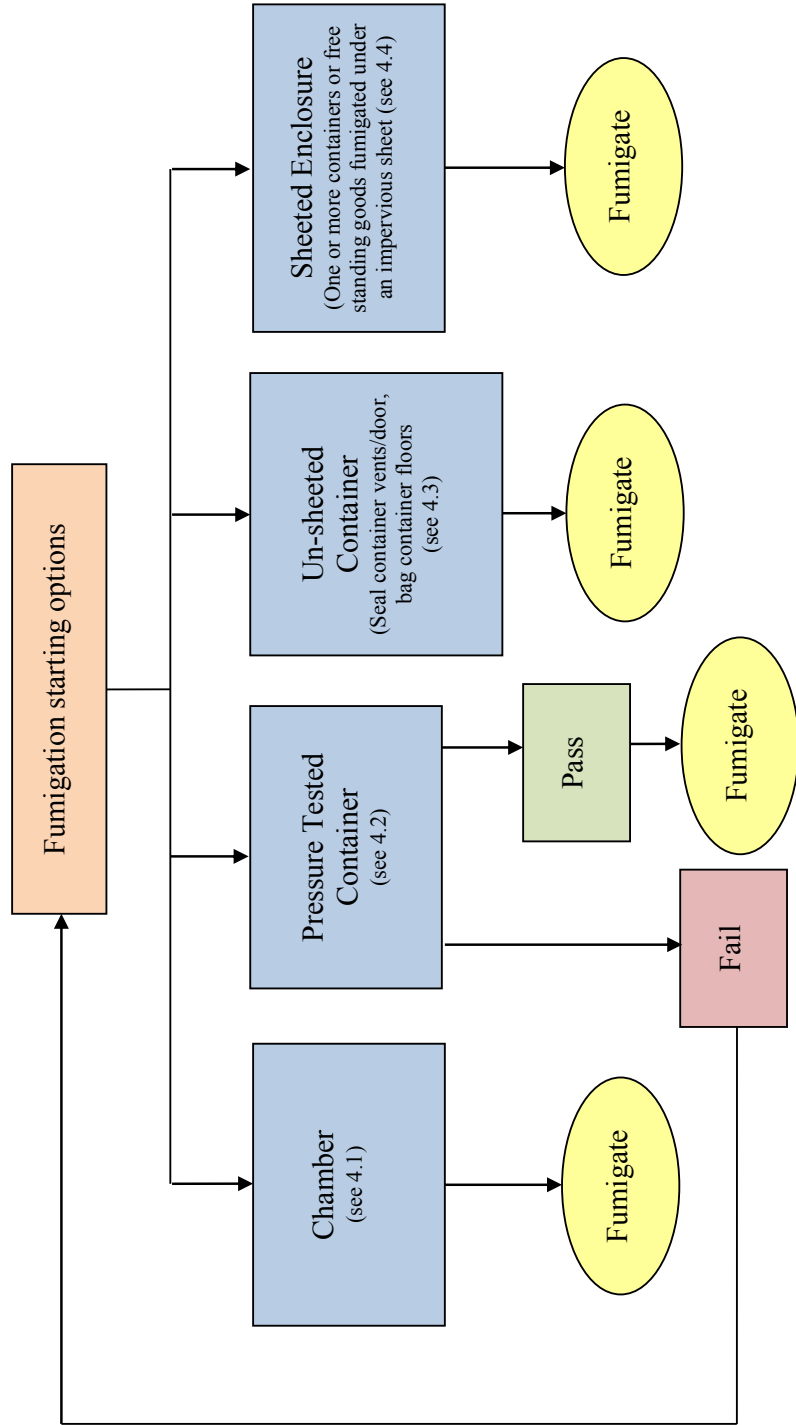 Fumigation starting options
Chamber
(see 4.1)
Fumigate
Pressure Tested
Container
(see 4.2)
Fail
Pass
Fumigate
Un-sheeted
Container
(Seal container vents/door,
bag container floors
(see 4.3)
Fumigate
Sheeted Enclosure
(One or more containers or free
standing goods fumigated under
an impervious sheet (see 4.4)
Fumigate